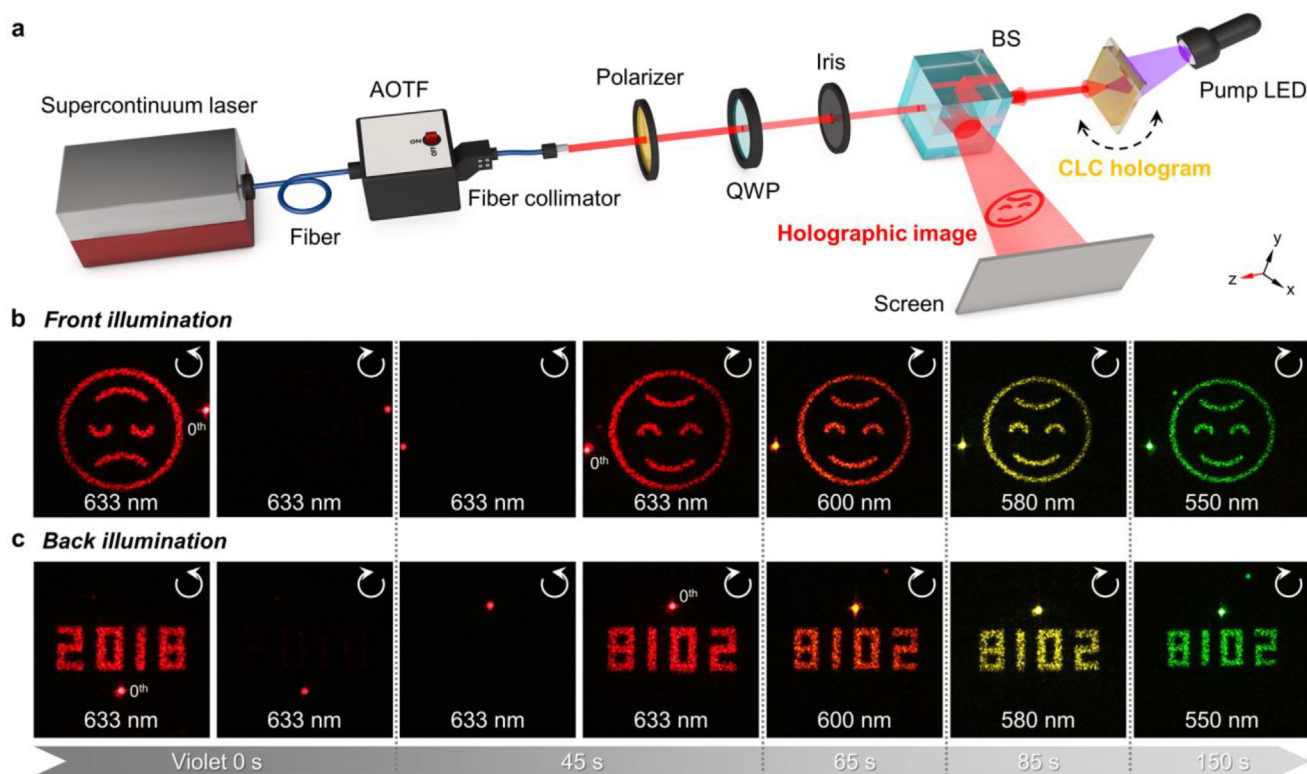 a
Supercontinuum laser
AOTF
ON
Fiber
Fiber collimator
Polarizer
QWP
Iris
BS
Pump LED
CLC hologram
Holographic image
Screen
y
z
x
b Front illumination
0th
633 nm
633 nm
633 nm
0th
633 nm
600 nm
580 nm
550 nm
c Back illumination
2018
0th
633 nm
2018
633 nm
633 nm
0th
8102
633 nm
8102
600 nm
8102
580 nm
8102
550 nm
Violet 0 s
45 s
65 s
85 s
150 s